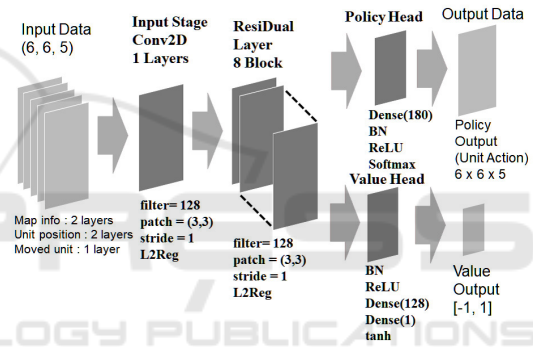 Input Data
(6, 6, 5)
Map info : 2 layers
Unit position : 2 layers
Moved unit : 1 layer
Input Stage
Conv2D
1 Layers
filter= 128
patch = (3,3)
stride = 1
L2Reg
ResiDual
Layer
8 Block
filter= 128
patch = (3,3)
stride = 1
L2Reg
Policy Head
Dense(180)
BN
ReLU
Softmax
Output Data
Policy
Output
(Unit Action)
6 x 6 x 5
Value Head
BN
ReLU
Dense(128)
Dense(1)
tanh
Value
Output
[-1, 1]
PRESS
LOGY PUBLICATIONS